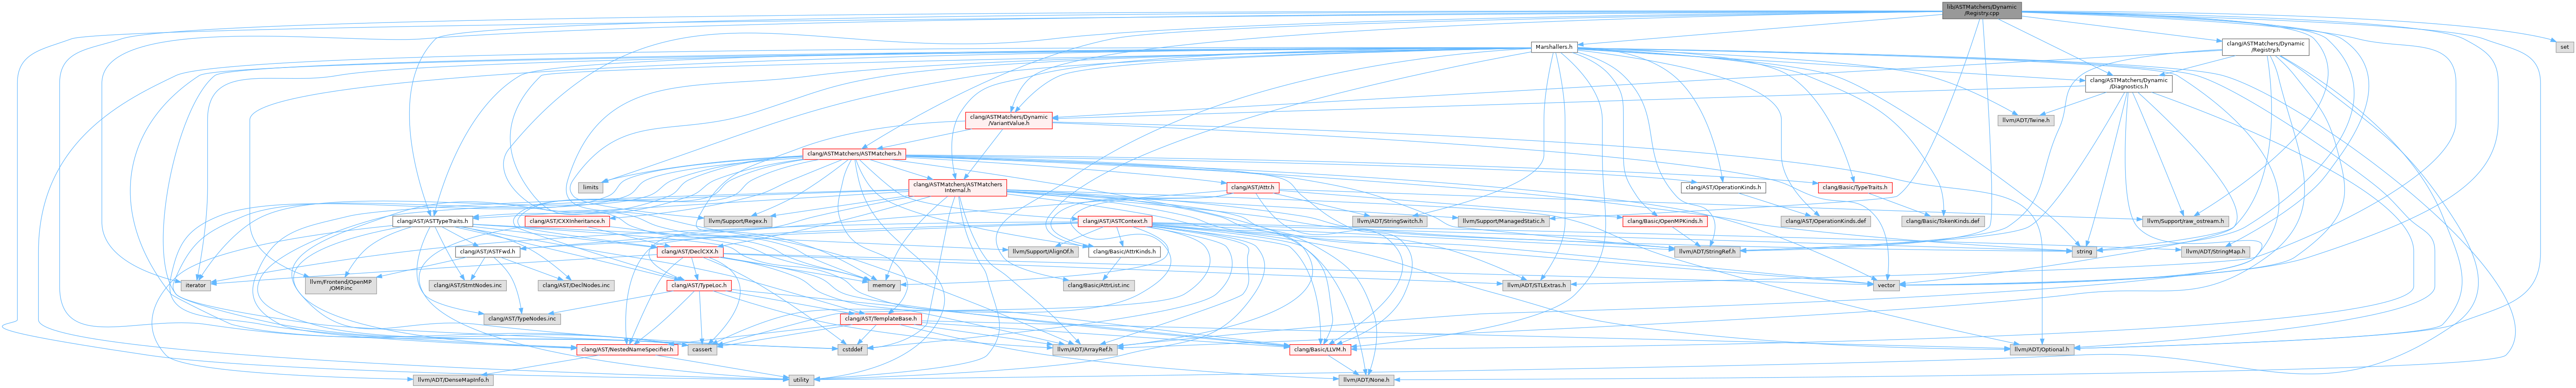 lib/ASTMatchers/Dynamic
/Registry.cpp
Marshallers.h
clang/ASTMatchers/Dynamic
/Registry.h
set
clang/ASTMatchers/Dynamic
/Diagnostics.h
clang/ASTMatchers/Dynamic
/VariantValue.h
llvm/ADT/Twine.h
clang/ASTMatchers/ASTMatchers.h
limits
clang/ASTMatchers/ASTMatchers
Internal.h
clang/AST/Attr.h
clang/AST/OperationKinds.h
clang/Basic/TypeTraits.h
clang/AST/ASTTypeTraits.h
clang/AST/CXXInheritance.h
llvm/Support/Regex.h
clang/AST/ASTContext.h
llvm/ADT/StringSwitch.h
llvm/Support/ManagedStatic.h
clang/Basic/OpenMPKinds.h
clang/AST/OperationKinds.def
clang/Basic/TokenKinds.def
llvm/Support/raw_ostream.h
clang/AST/ASTFwd.h
clang/AST/DeclCXX.h
llvm/Support/AlignOf.h
clang/Basic/AttrKinds.h
llvm/ADT/StringRef.h
string
llvm/ADT/StringMap.h
iterator
llvm/Frontend/OpenMP
/OMP.inc
clang/AST/StmtNodes.inc
clang/AST/DeclNodes.inc
clang/AST/TypeLoc.h
memory
clang/Basic/AttrList.inc
llvm/ADT/STLExtras.h
vector
clang/AST/TypeNodes.inc
clang/AST/TemplateBase.h
clang/AST/NestedNameSpecifier.h
cassert
cstddef
llvm/ADT/ArrayRef.h
clang/Basic/LLVM.h
llvm/ADT/Optional.h
llvm/ADT/DenseMapInfo.h
utility
llvm/ADT/None.h